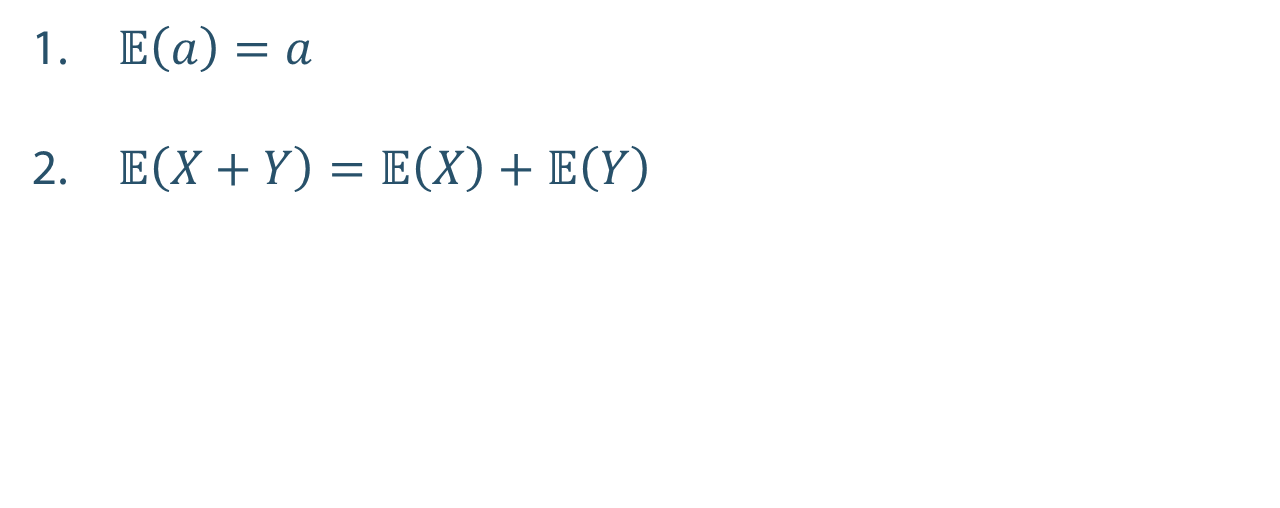 1. 𝔼(𝑎) = 𝑎
2. 𝔼(𝑋 + 𝑌) = 𝔼(𝑋) + 𝔼(𝑌)